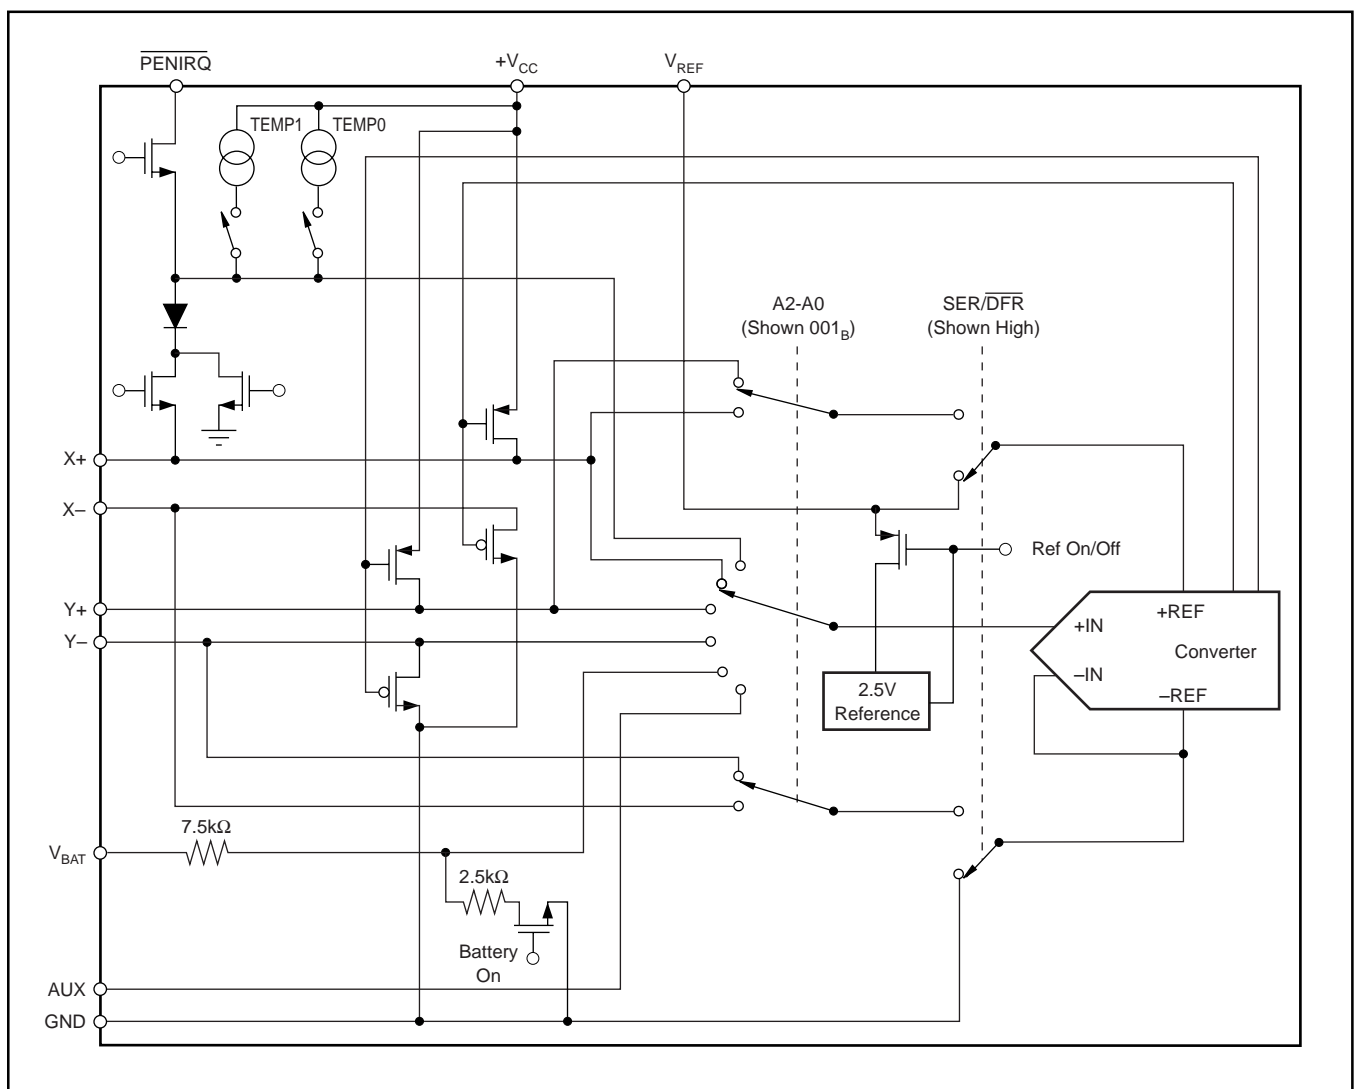 PENIRQ
+VCC
VREF
TEMP1
TEMP0
A2-A0
(Shown 001B)
SER/DFR
(Shown High)
X+
X–
Ref On/Off
Y+
Y–
+IN
+REF
Converter
–IN
–REF
2.5V
Reference
7.5kΩ
VBAT
2.5kΩ
Battery
On
AUX
GND